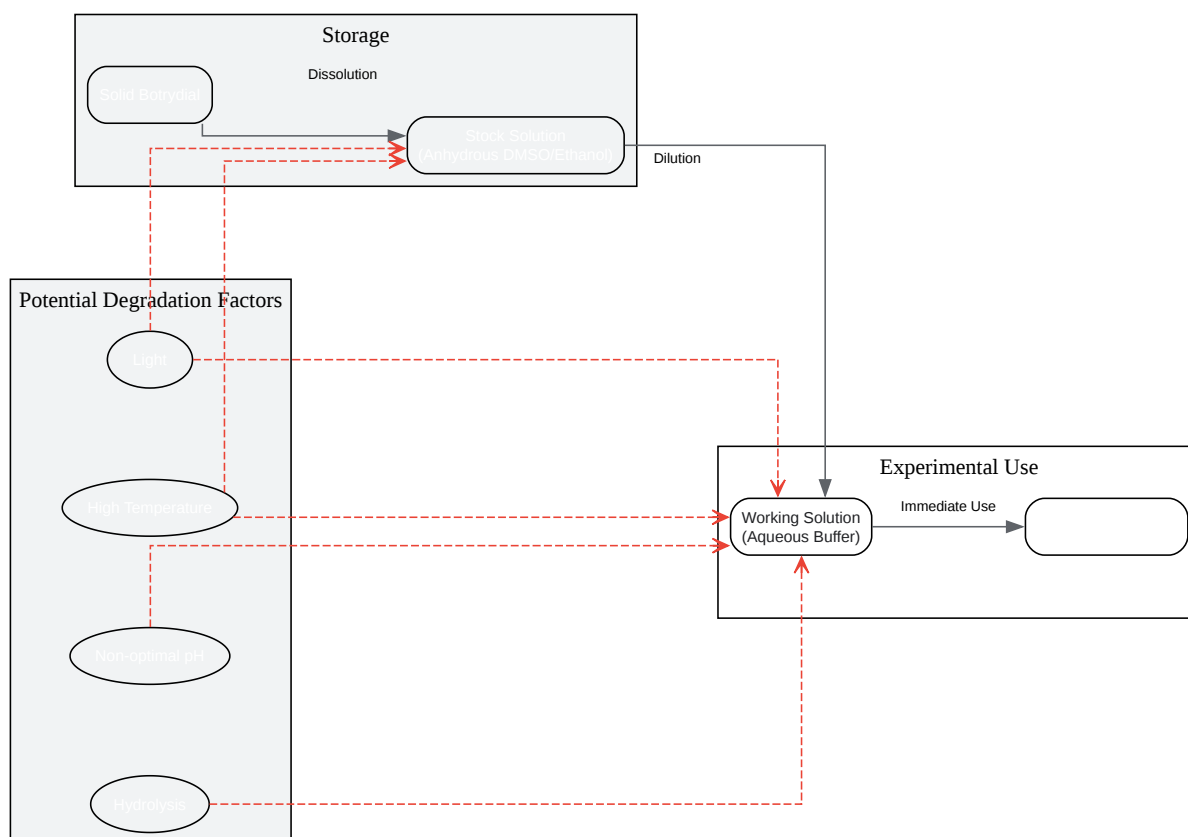 Storage
Dissolution
Solid Botrydial
Stock Solution
(Anhydrous DMSO/Ethanol)
Dilution
Potential Degradation Factors
Light
High Temperature
Non-optimal pH
Hydrolysis
Experimental Use
Working Solution
(Aqueous Buffer)
Immediate Use